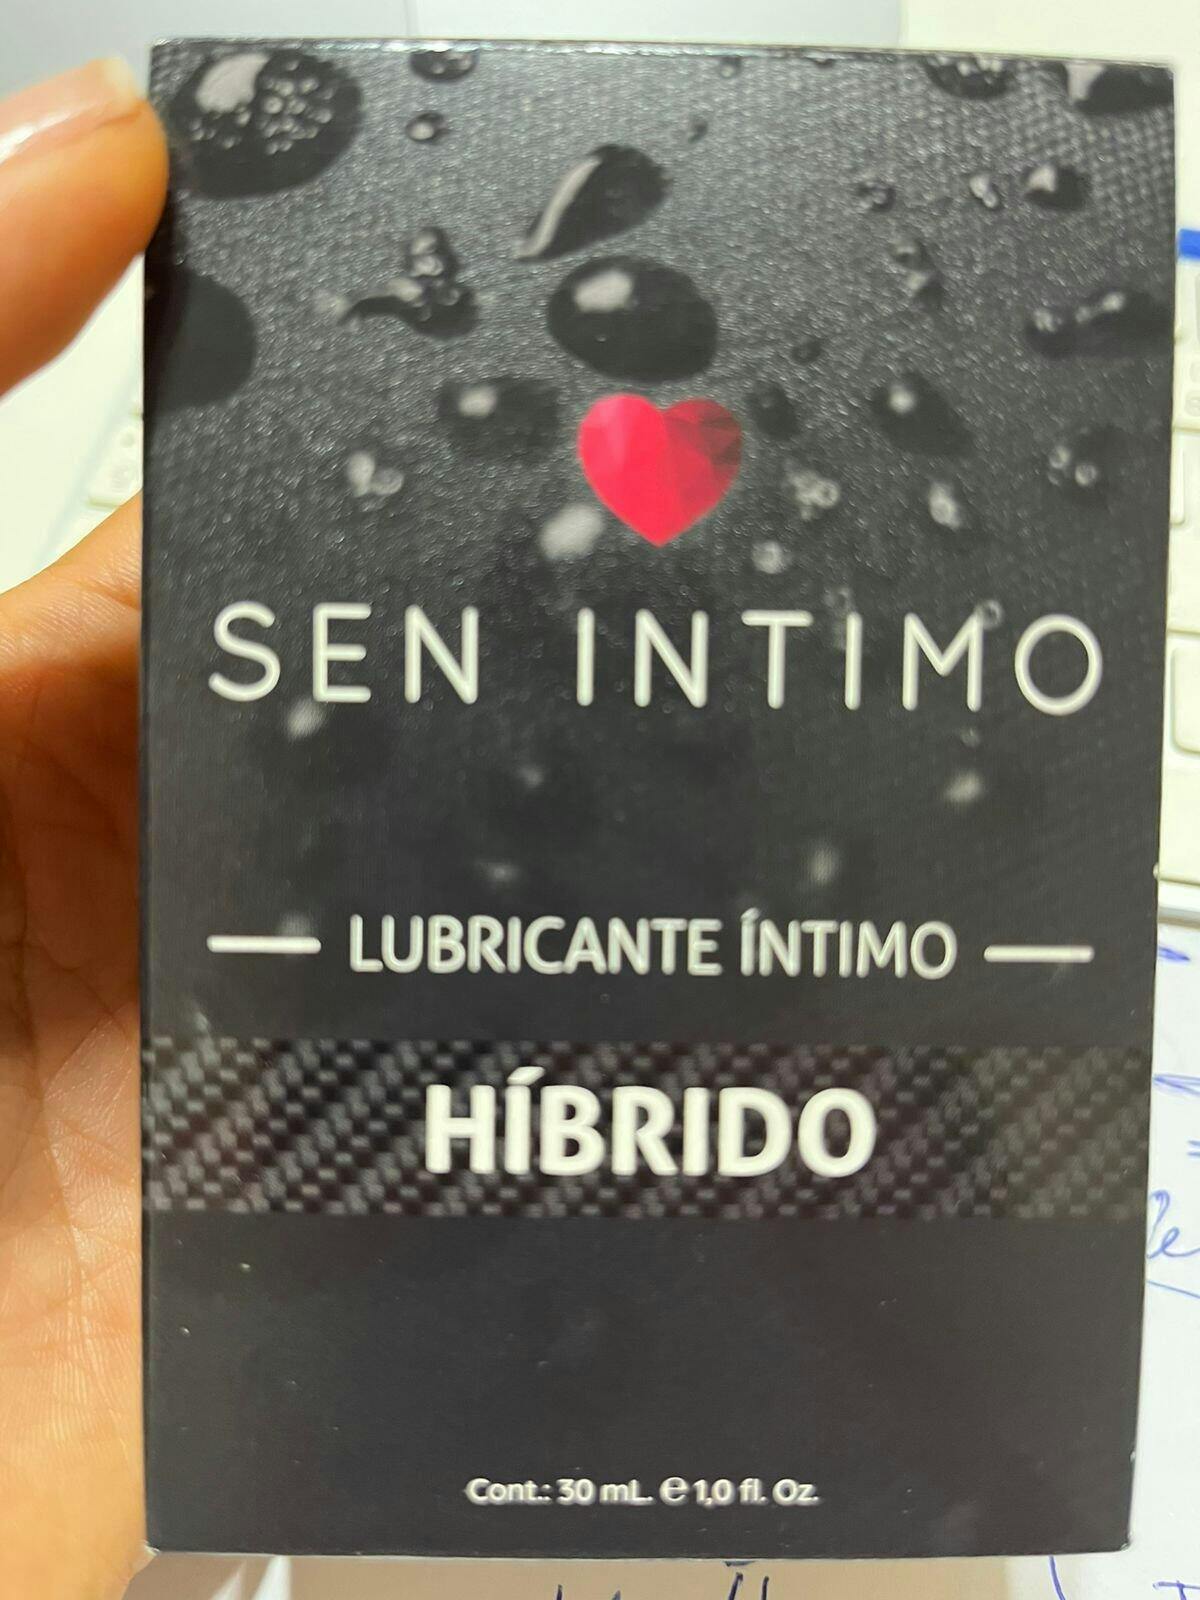 SEN INTIMO
LUBRICANTE ÍNTIMO
HÍBRIDO
Cont.: 30 mL. ℮ 1,0 fl. Oz.